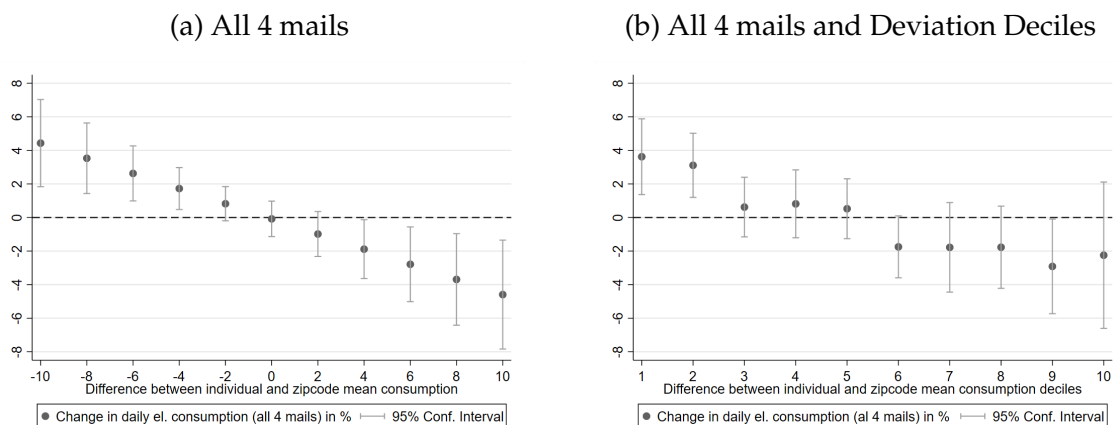 (a) All 4 mails
8
6
4
2
0
-2
-4
-6
-8
-10 -8 -6 -4 -2 0 2 4 6 8 10
Difference between individual and zipcode mean consumption
Change in daily el. consumption (all 4 mails) in % 95% Conf. Interval
(b) All 4 mails and Deviation Deciles
8
6
4
2
0
-2
-4
-6
-8
1 2 3 4 5 6 7 8 9 10
Difference between individual and zipcode mean consumption deciles
Change in daily el. consumption (al 4 mails) in % 95% Conf. Interval